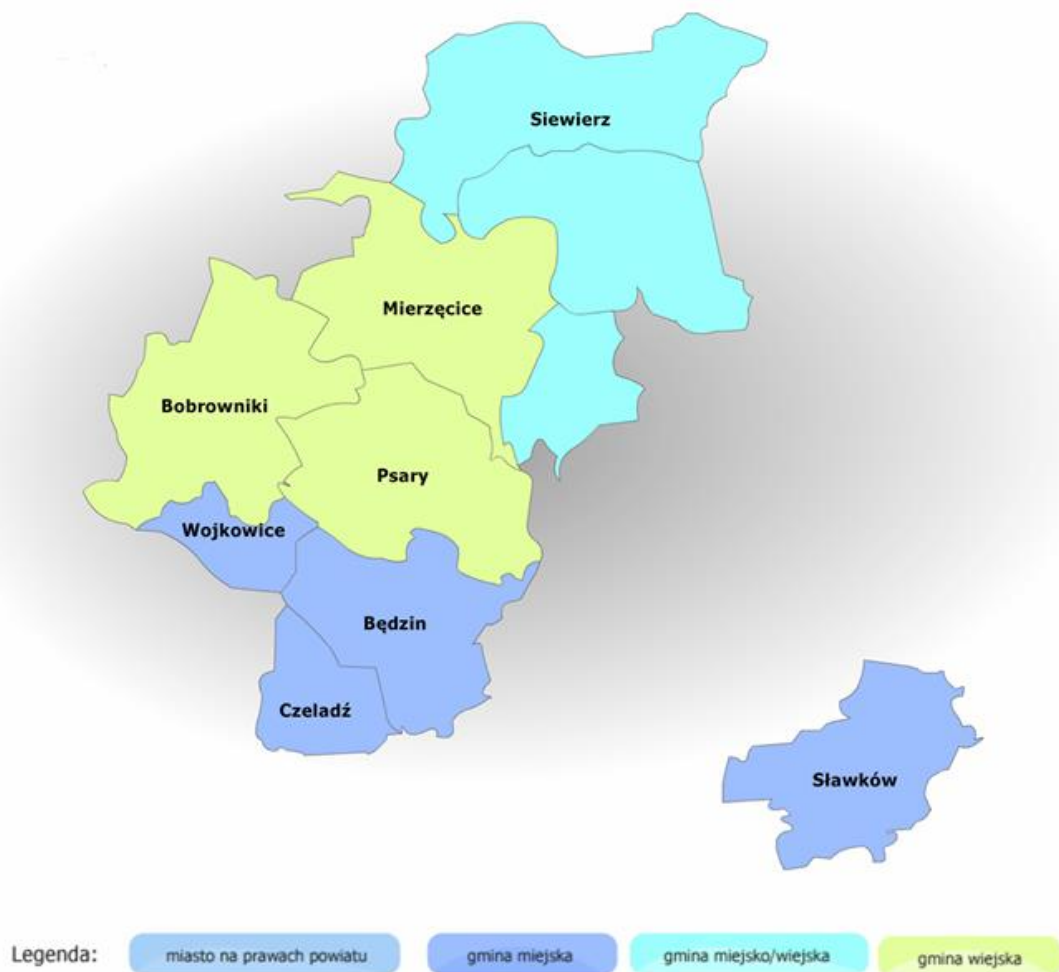 Siewierz
Mierzęcice
Bobrowniki
Psary
Wojkowice
Będzin
Czeladź
Sławków
Legenda:
miasto na prawach powiatu
gmina miejska
gmina miejsko/wiejska
gmina wiejska